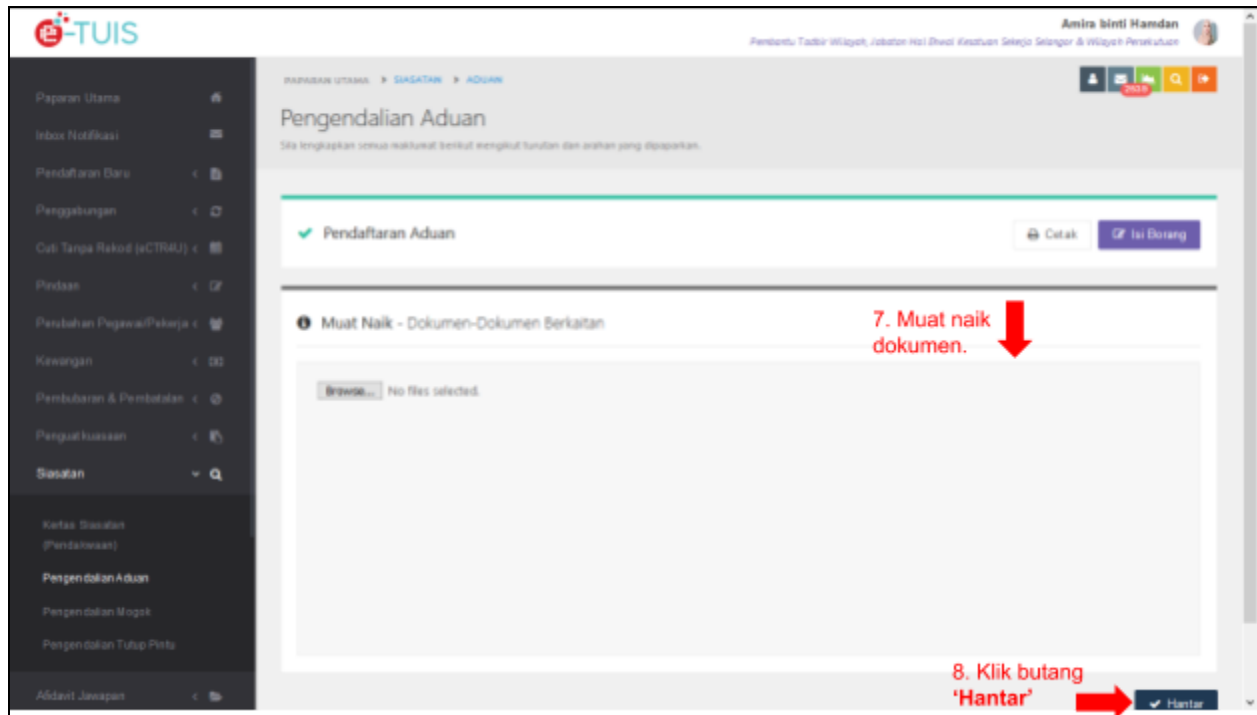 e-TUIS
Amira binti Hamdan
Pembantu Tadbir Wilayah, Jabatan Hal Ehwal Kesatuan Sekerja Selangor & Wilayah Persekutuan
PAPARAN UTAMA > SIASATAN > ADUAN
2539
Pengendalian Aduan
Sila lengkapkan semua maklumat berikut mengikut turutan dan arahan yang dipaparkan.
Paparan Utama
Inbox Notifikasi
Pendaftaran Baru
Penggabungan
Cuti Tanpa Rekod (eCTR4U)
Pindaan
Perubahan Pegawai/Pekerja
Kewangan
Pembubaran & Pembatalan
Penguatkuasaan
Siasatan
Kertas Siasatan
(Pendakwaan)
Pengendalian Aduan
Pengendalian Mogok
Pengendalian Tutup Pintu
Afidavit Jawapan
Pendaftaran Aduan
Cetak
Isi Borang
Muat Naik - Dokumen-Dokumen Berkaitan
7. Muat naik
dokumen.
Browse... No files selected.
8. Klik butang
'Hantar'
Hantar